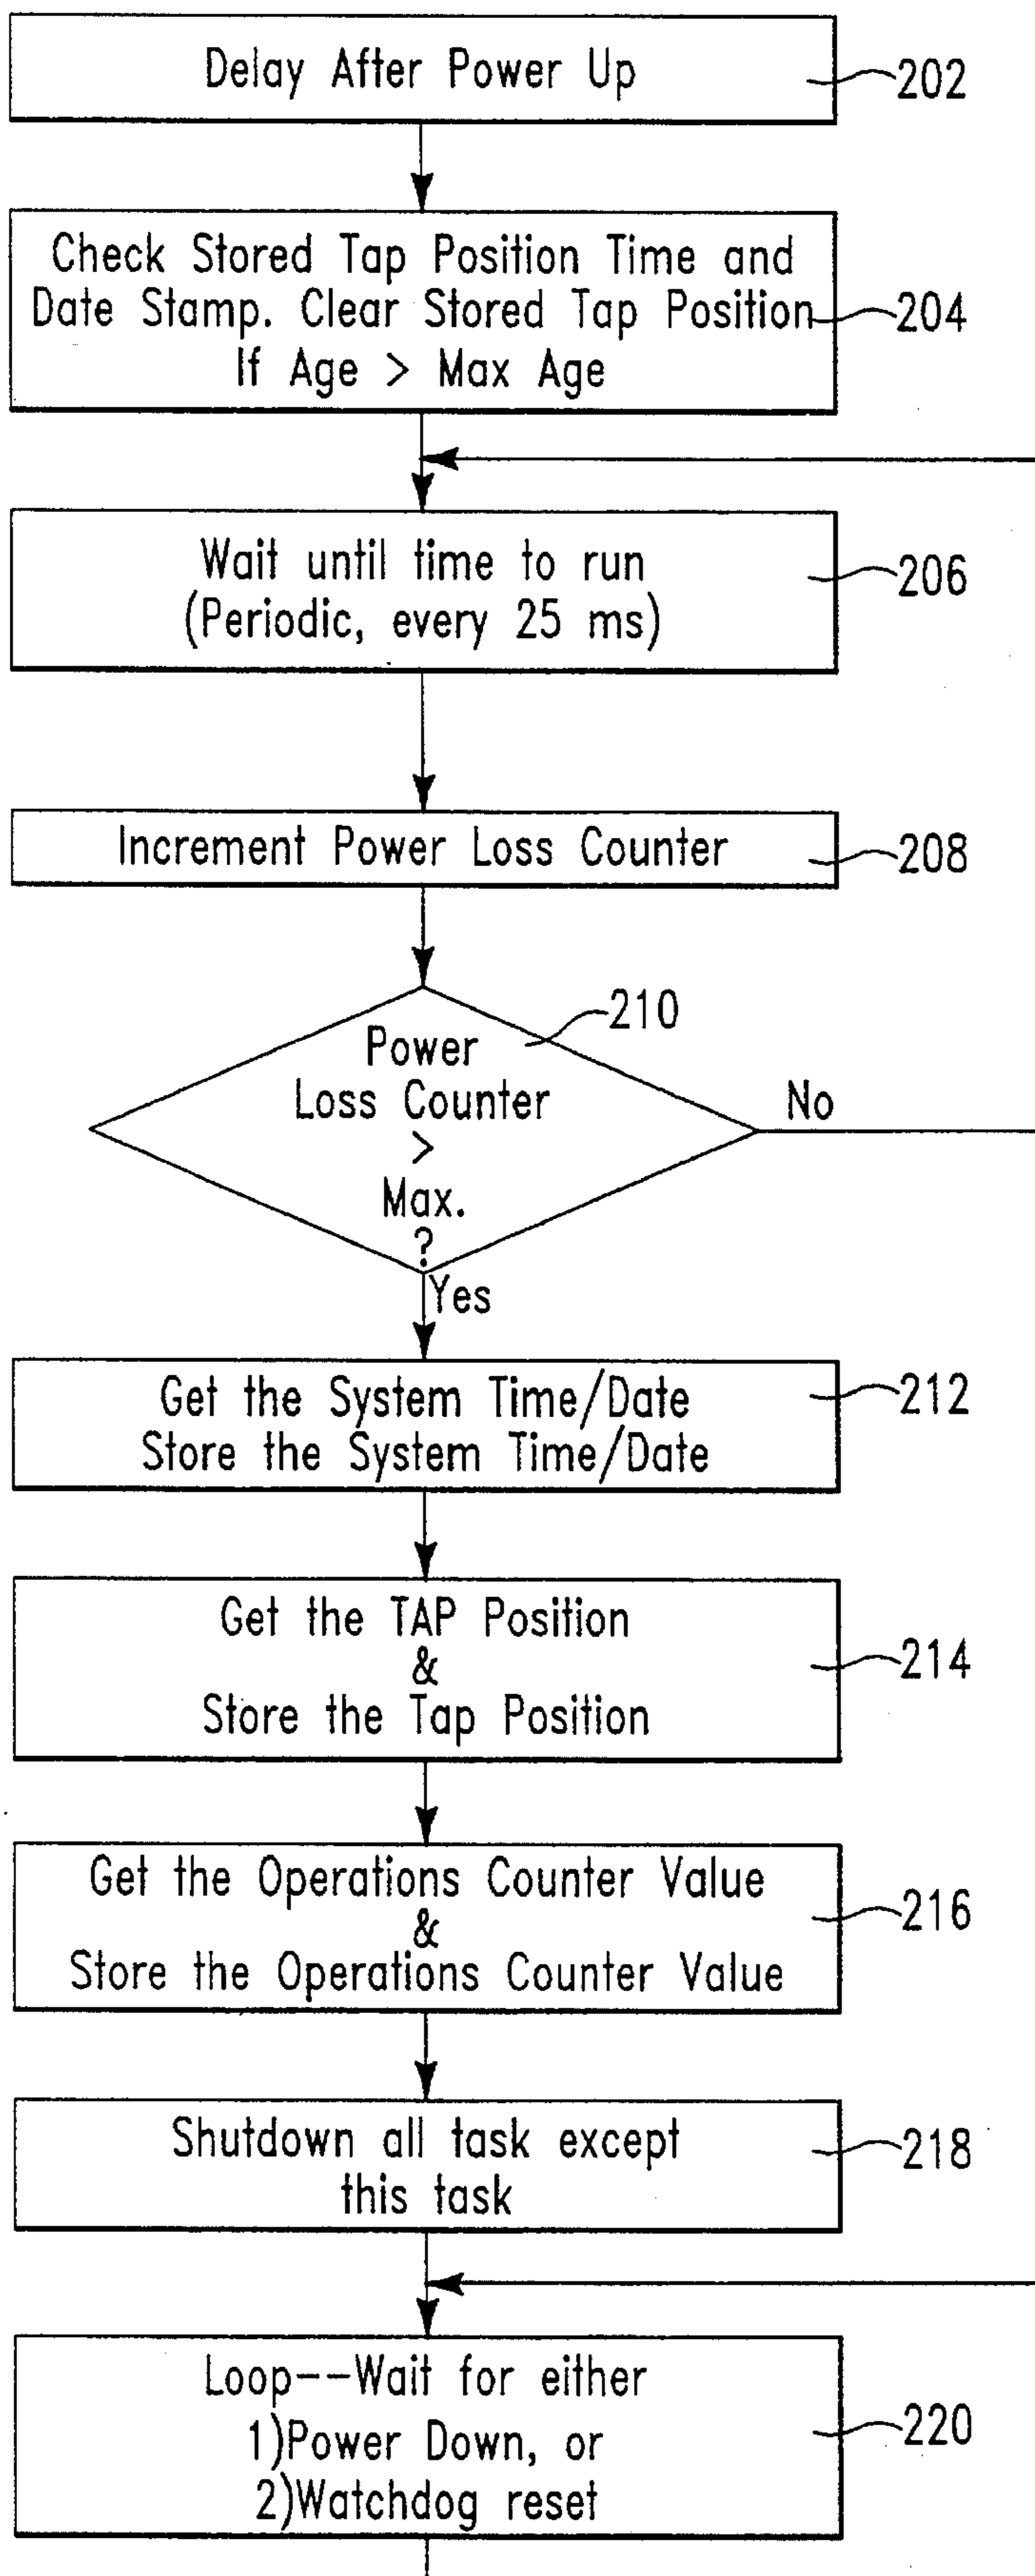 Delay After Power Up
202
Check Stored Tap Position Time and
Date Stamp. Clear Stored Tap Position
If Age > Max Age
204
Wait until time to run
(Periodic, every 25 ms)
206
Increment Power Loss Counter
208
210
Power
Loss Counter
>
Max.
?
No
Yes
Get the System Time/Date
Store the System Time/Date
212
Get the TAP Position
&
Store the Tap Position
214
Get the Operations Counter Value
&
Store the Operations Counter Value
216
Shutdown all task except
this task
218
Loop--Wait for either
1)Power Down, or
2)Watchdog reset
220